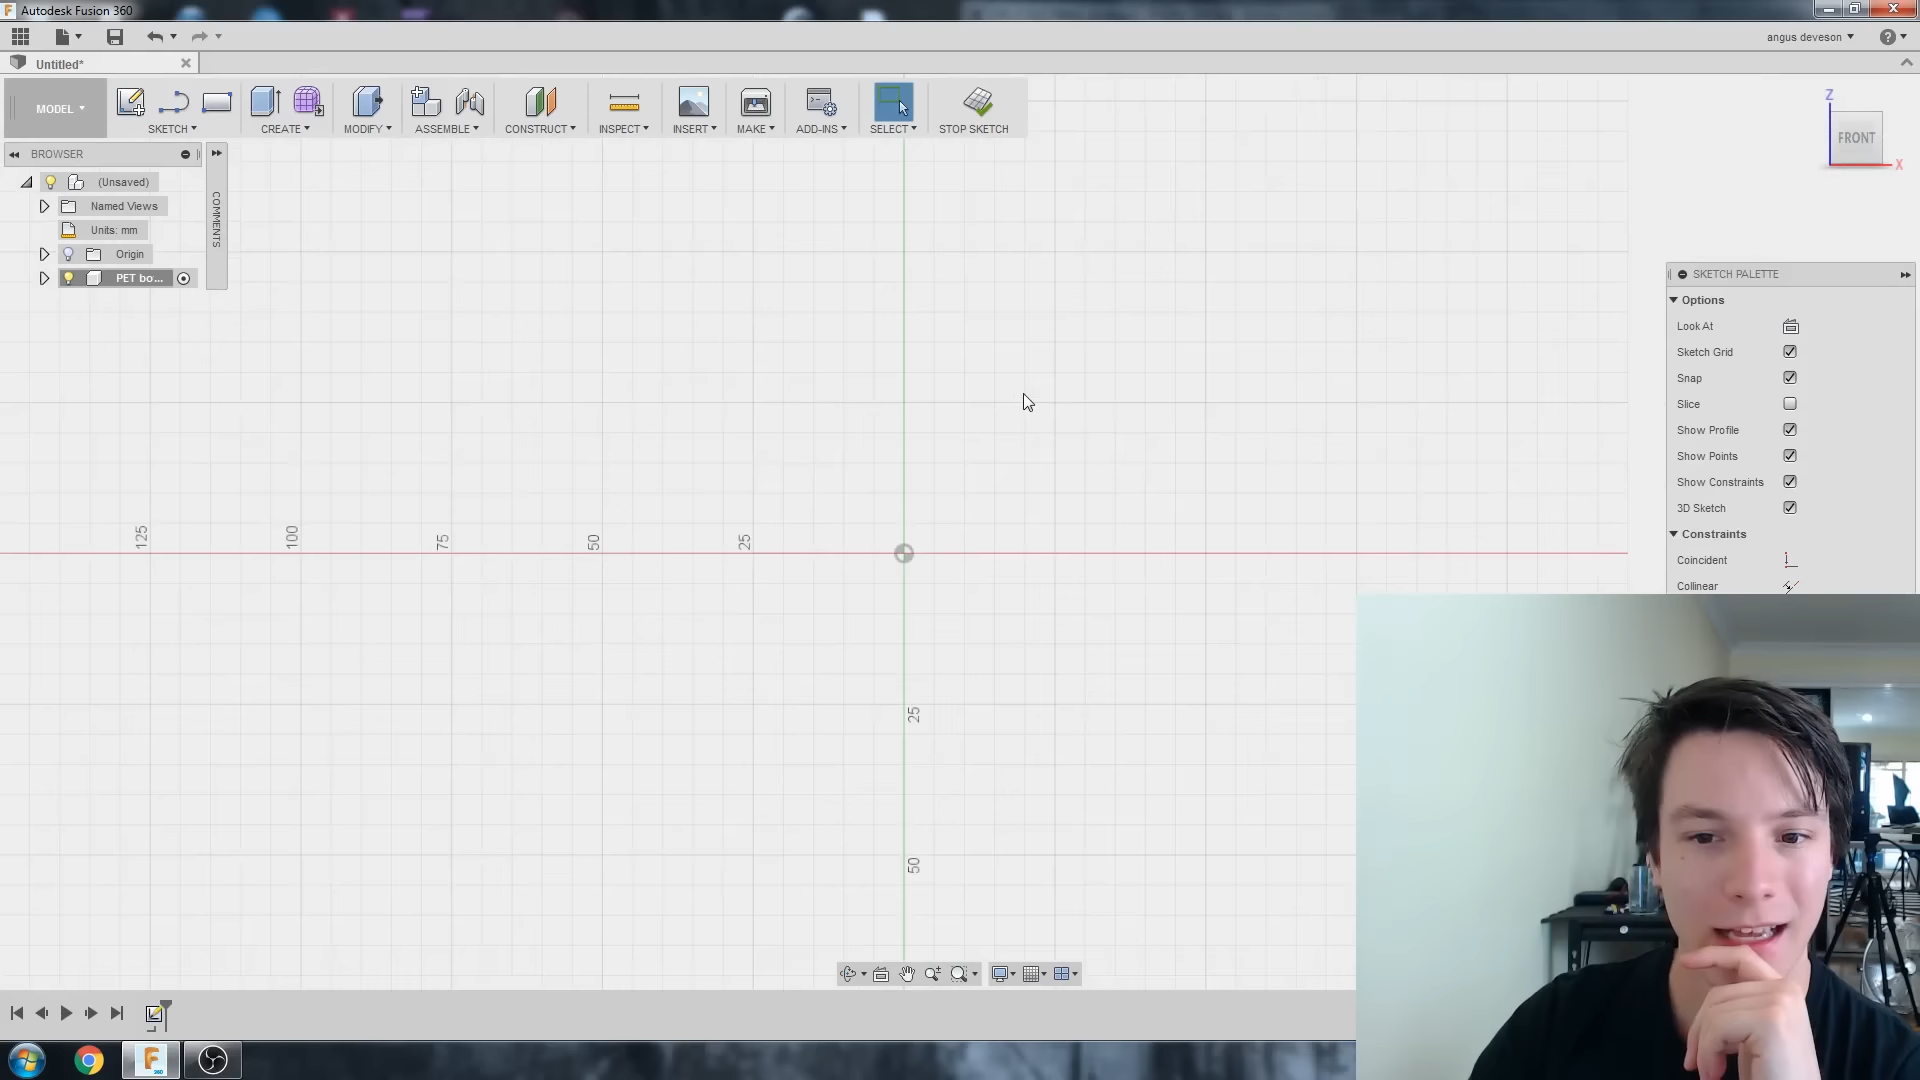 Autodesk Fusion 360
angus deveson
Untitled*
MODEL
SKETCH
CREATE
MODIFY
ASSEMBLE
CONSTRUCT
INSPECT
INSERT
MAKE
ADD-INS
SELECT
STOP SKETCH
BROWSER
COMMENTS
(Unsaved)
Named Views
Units: mm
Origin
PET bo...
Z
FRONT
X
SKETCH PALETTE
Options
Look At
Sketch Grid
Snap
Slice
Show Profile
Show Points
Show Constraints
3D Sketch
Constraints
Coincident
Collinear
125
100
75
50
25
25
50